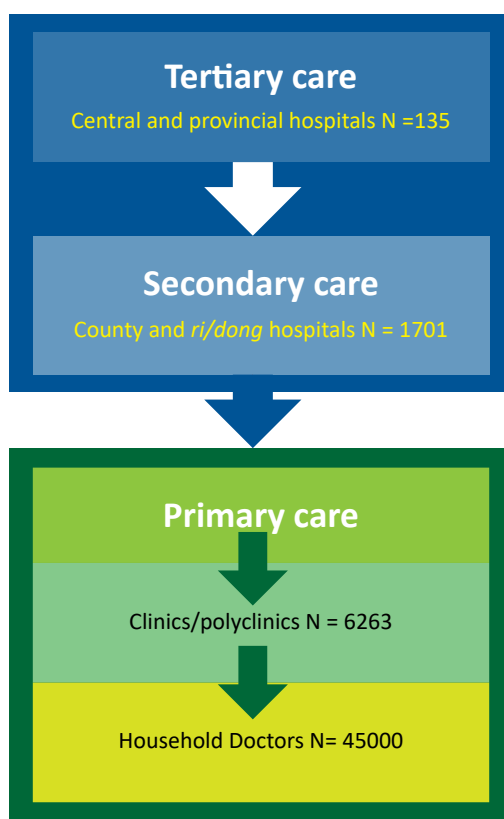 Tertiary care
Central and provincial hospitals N =135
Secondary care
County and ri/dong hospitals N = 1701
Primary care
Clinics/polyclinics N = 6263
Household Doctors N= 45000